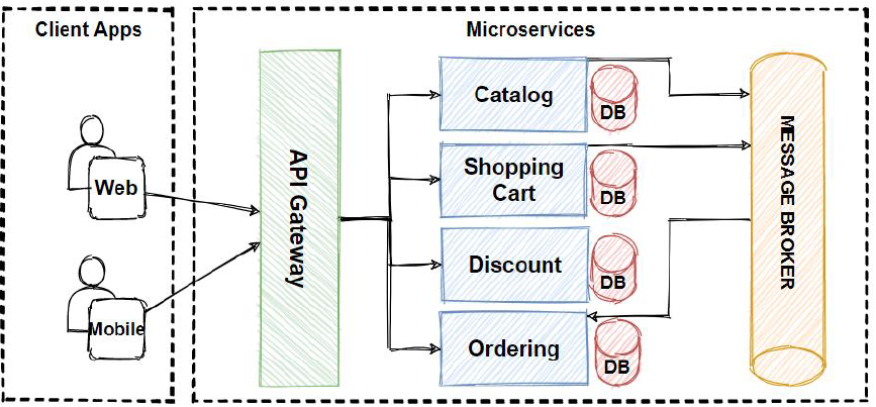 Client Apps
Microservices
Web
Mobile
API Gateway
Catalog
DB
Shopping
Cart
DB
Discount
DB
Ordering
DB
MESSAGE BROKER